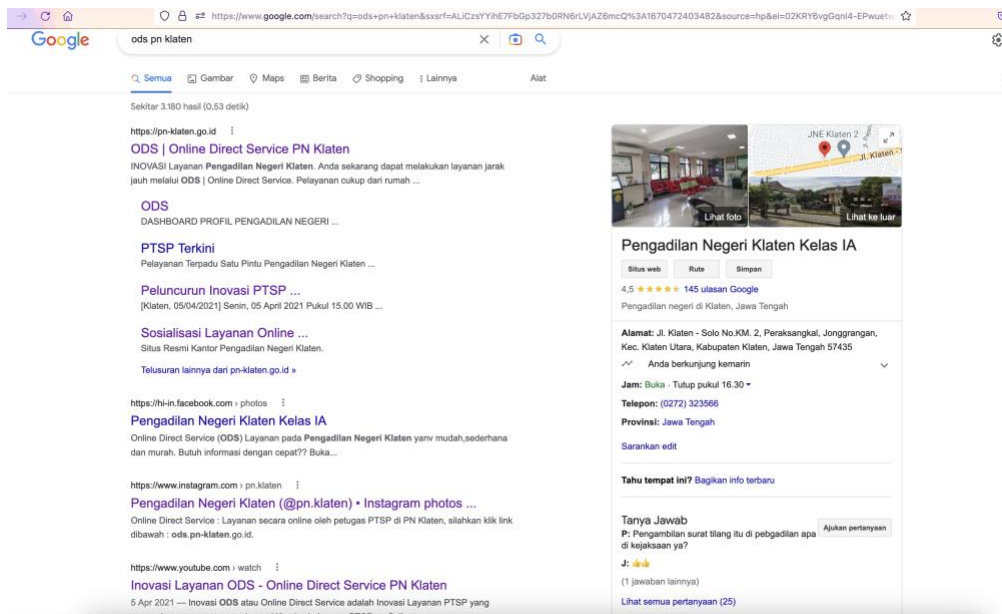 https://www.google.com/search?q=ods+pn+klaten&sxsrf=ALiCzsYYihE7FbGp327b0RN6rLVjAZ6mcQ%3A1670472403482&source=hp&ei=02KRY6vgGqnl4-EPwuetw
Google
ods pn klaten
Semua Gambar Maps Berita Shopping Lainnya Alat
Sekitar 3.180 hasil (0,53 detik)
https://pn-klaten.go.id
ODS | Online Direct Service PN Klaten
INOVASI Layanan Pengadilan Negeri Klaten. Anda sekarang dapat melakukan layanan jarak
jauh melalui ODS | Online Direct Service. Pelayanan cukup dari rumah ...
ODS
DASHBOARD PROFIL PENGADILAN NEGERI ...
PTSP Terkini
Pelayanan Terpadu Satu Pintu Pengadilan Negeri Klaten ...
Peluncurun Inovasi PTSP ...
[Klaten, 05/04/2021] Senin, 05 April 2021 Pukul 15.00 WIB ...
Sosialisasi Layanan Online ...
Situs Resmi Kantor Pengadilan Negeri Klaten.
Telusuran lainnya dari pn-klaten.go.id »
https://hi-in.facebook.com › photos
Pengadilan Negeri Klaten Kelas IA
Online Direct Service (ODS) Layanan pada Pengadilan Negeri Klaten yanv mudah,sederhana
dan murah. Butuh informasi dengan cepat?? Buka...
https://www.instagram.com › pn.klaten
Pengadilan Negeri Klaten (@pn.klaten) • Instagram photos ...
Online Direct Service : Layanan secara online oleh petugas PTSP di PN Klaten, silahkan klik link
dibawah : ods.pn-klaten.go.id.
https://www.youtube.com › watch
Inovasi Layanan ODS - Online Direct Service PN Klaten
5 Apr 2021 — Inovasi ODS atau Online Direct Service adalah Inovasi Layanan PTSP yang
JNE Klaten 2
Jl. Klaten -
Lihat foto
Lihat ke luar
Pengadilan Negeri Klaten Kelas IA
Situs web Rute Simpan
4,5 ★★★★★ 145 ulasan Google
Pengadilan negeri di Klaten, Jawa Tengah
Alamat: Jl. Klaten - Solo No.KM. 2, Peraksangkal, Jonggrangan,
Kec. Klaten Utara, Kabupaten Klaten, Jawa Tengah 57435
Anda berkunjung kemarin
Jam: Buka · Tutup pukul 16.30
Telepon: (0272) 323566
Provinsi: Jawa Tengah
Sarankan edit
Tahu tempat ini? Bagikan info terbaru
Tanya Jawab
Ajukan pertanyaan
P: Pengambilan surat tilang itu di pebgadilan apa
di kejaksaan ya?
J: 👍👍
(1 jawaban lainnya)
Lihat semua pertanyaan (25)